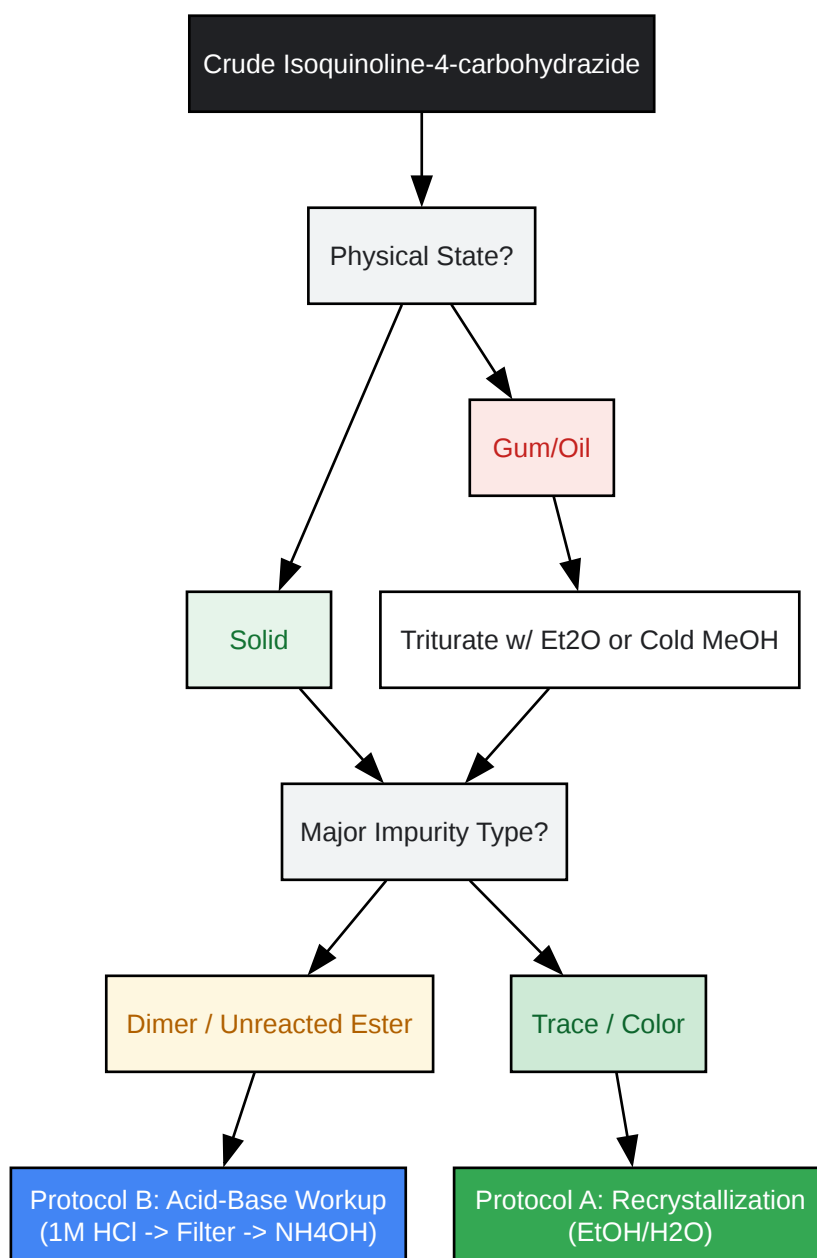 Crude Isoquinoline-4-carbohydrazide
Physical State?
Gum/Oil
Solid
Triturate w/ Et2O or Cold MeOH
Major Impurity Type?
Dimer / Unreacted Ester
Trace / Color
Protocol B: Acid-Base Workup
(1M HCl -> Filter -> NH4OH)
Protocol A: Recrystallization
(EtOH/H2O)